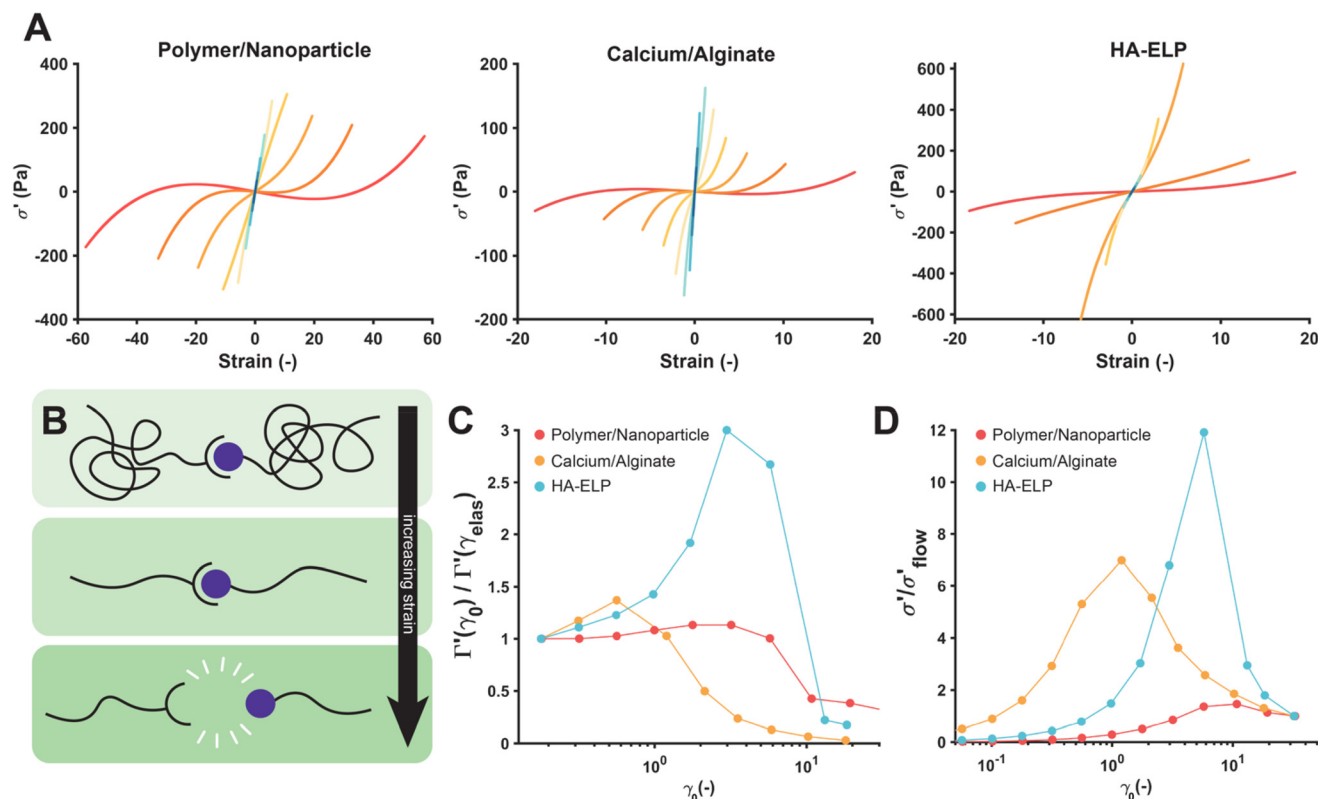 A
Polymer/Nanoparticle
400
200
0
-200
-400
σ' (Pa)
-60
-40
-20
0
20
40
60
Strain (-)
Calcium/Alginate
200
100
0
-100
-200
σ' (Pa)
-20
-10
0
10
20
Strain (-)
HA-ELP
600
400
200
0
-200
-400
-600
σ' (Pa)
-20
-10
0
10
20
Strain (-)
B
increasing strain
C
Polymer/Nanoparticle
Calcium/Alginate
HA-ELP
3
2.5
2
1.5
1
0.5
0
Γ'(γ0) / Γ'(γelas)
10^0
10^1
γ0(-)
D
Polymer/Nanoparticle
Calcium/Alginate
HA-ELP
12
10
8
6
4
2
0
σ'/σ'flow
10^-1
10^0
10^1
γ0(-)